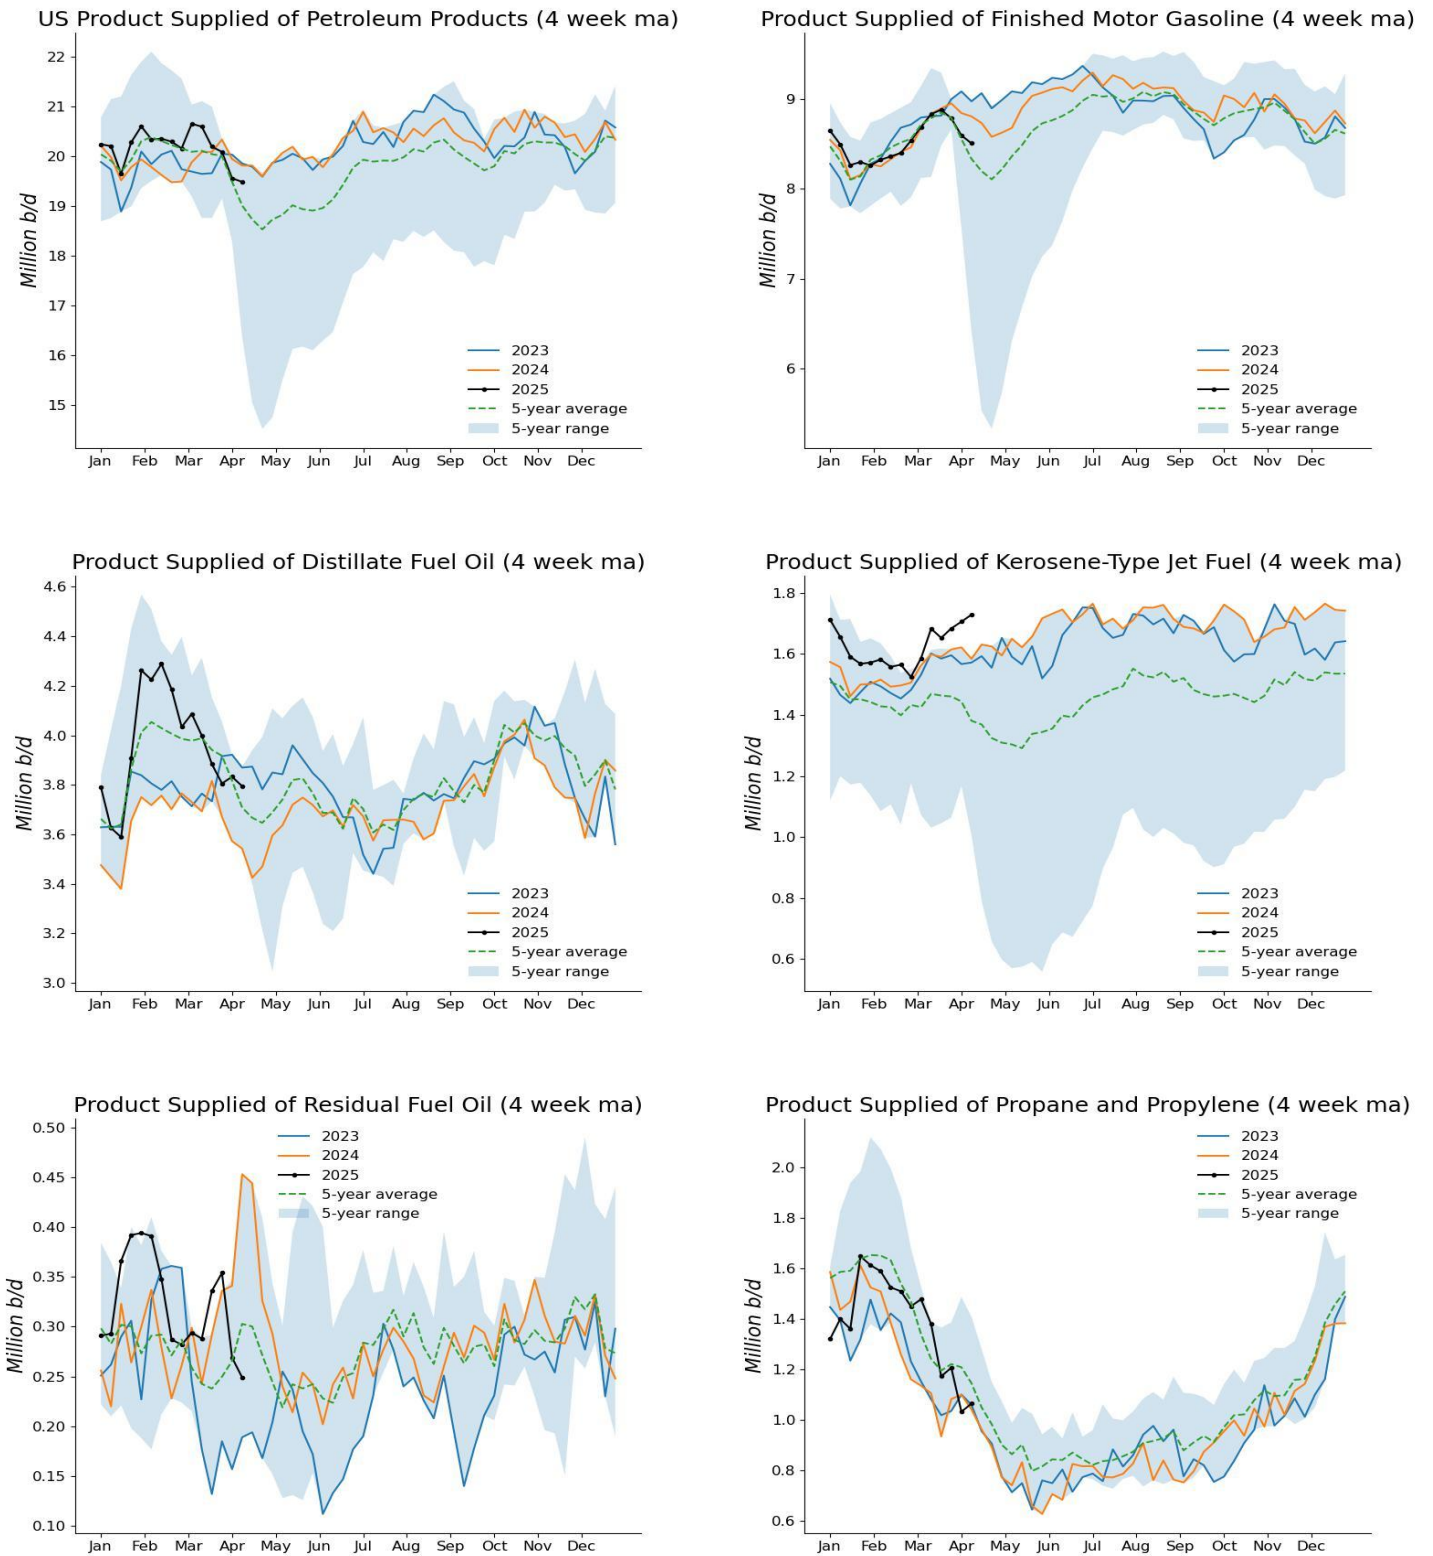 US Product Supplied of Petroleum Products (4 week ma)
Million b/d
22
21
20
19
18
17
16
15
2023
2024
2025
5-year average
5-year range
Jan Feb Mar Apr May Jun Jul Aug Sep Oct Nov Dec
Product Supplied of Finished Motor Gasoline (4 week ma)
Million b/d
9
8
7
6
2023
2024
2025
5-year average
5-year range
Jan Feb Mar Apr May Jun Jul Aug Sep Oct Nov Dec
Product Supplied of Distillate Fuel Oil (4 week ma)
Million b/d
4.6
4.4
4.2
4.0
3.8
3.6
3.4
3.2
3.0
2023
2024
2025
5-year average
5-year range
Jan Feb Mar Apr May Jun Jul Aug Sep Oct Nov Dec
Product Supplied of Kerosene-Type Jet Fuel (4 week ma)
Million b/d
1.8
1.6
1.4
1.2
1.0
0.8
0.6
2023
2024
2025
5-year average
5-year range
Jan Feb Mar Apr May Jun Jul Aug Sep Oct Nov Dec
Product Supplied of Residual Fuel Oil (4 week ma)
Million b/d
0.50
0.45
0.40
0.35
0.30
0.25
0.20
0.15
0.10
2023
2024
2025
5-year average
5-year range
Jan Feb Mar Apr May Jun Jul Aug Sep Oct Nov Dec
Product Supplied of Propane and Propylene (4 week ma)
Million b/d
2.0
1.8
1.6
1.4
1.2
1.0
0.8
0.6
2023
2024
2025
5-year average
5-year range
Jan Feb Mar Apr May Jun Jul Aug Sep Oct Nov Dec